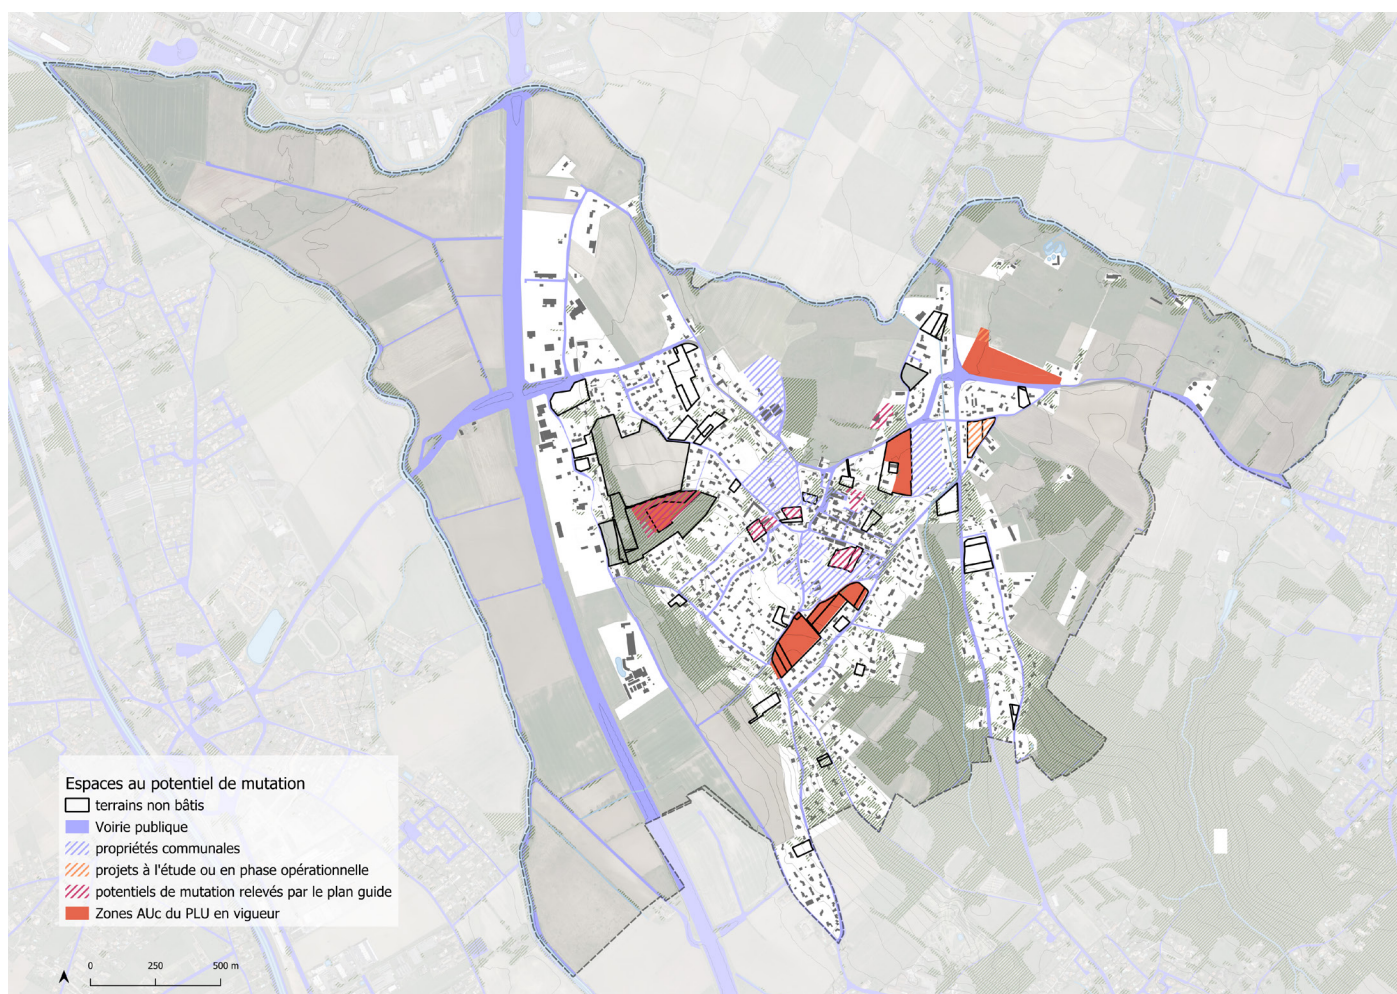 Espaces au potentiel de mutation
terrains non bâtis
Voirie publique
propriétés communales
projets à l'étude ou en phase opérationnelle
potentiels de mutation relevés par le plan guide
Zones AUc du PLU en vigueur
0 250 500 m